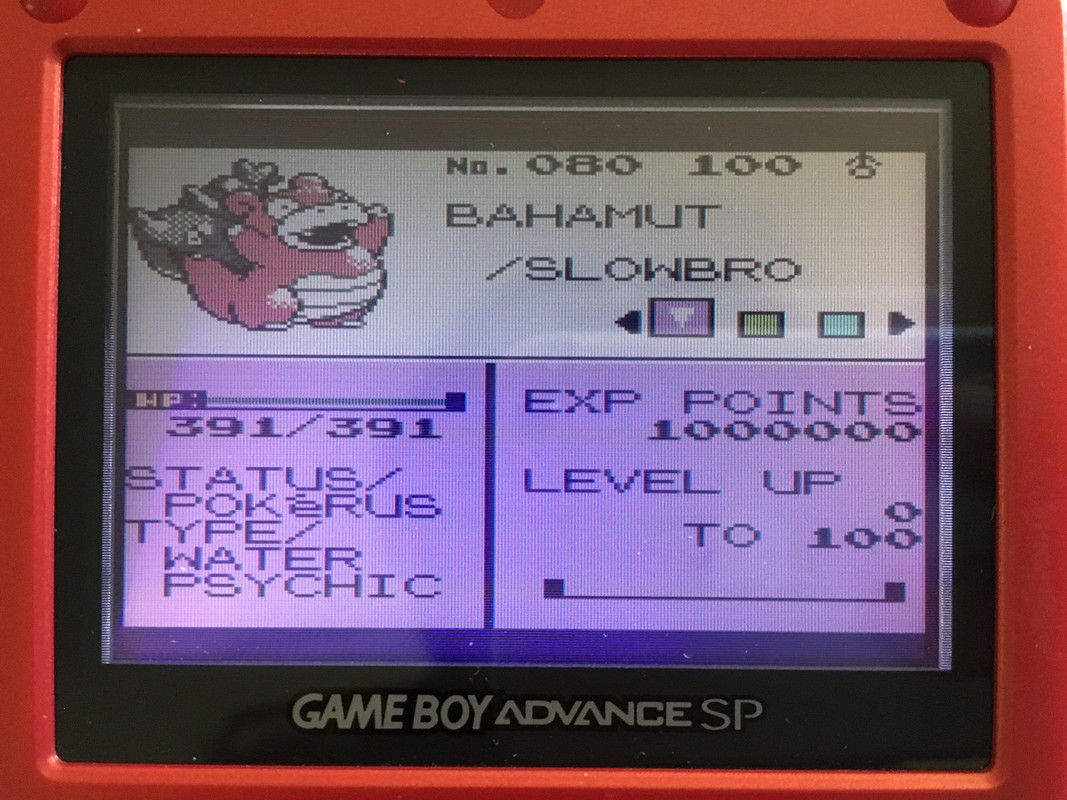 No. 080 100 ♂
BAHAMUT
/SLOWBRO
HP:
391/391
STATUS/
POKéRUS
TYPE/
WATER
PSYCHIC
EXP POINTS
1000000
LEVEL UP
0
TO 100
GAME BOY ADVANCE SP